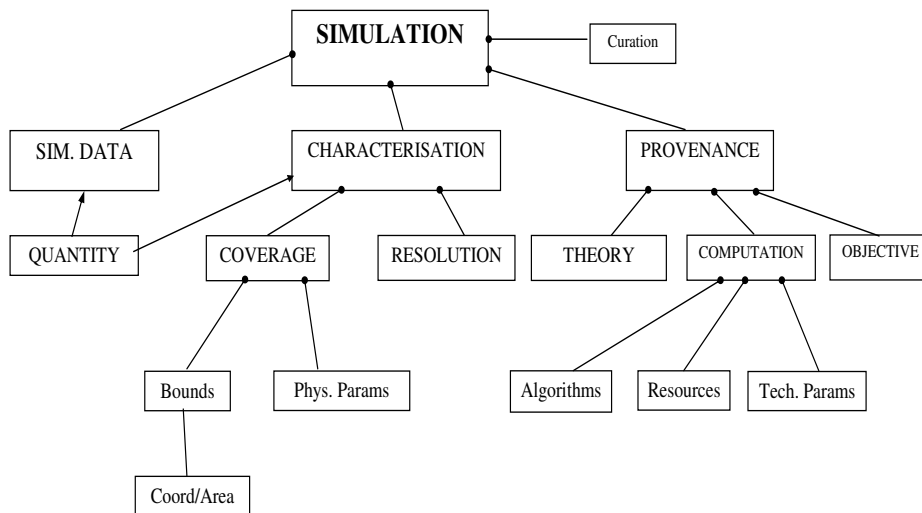 SIMULATION
Curation
SIM. DATA
CHARACTERISATION
PROVENANCE
QUANTITY
COVERAGE
RESOLUTION
THEORY
COMPUTATION
OBJECTIVE
Bounds
Phys. Params
Algorithms
Resources
Tech. Params
Coord/Area